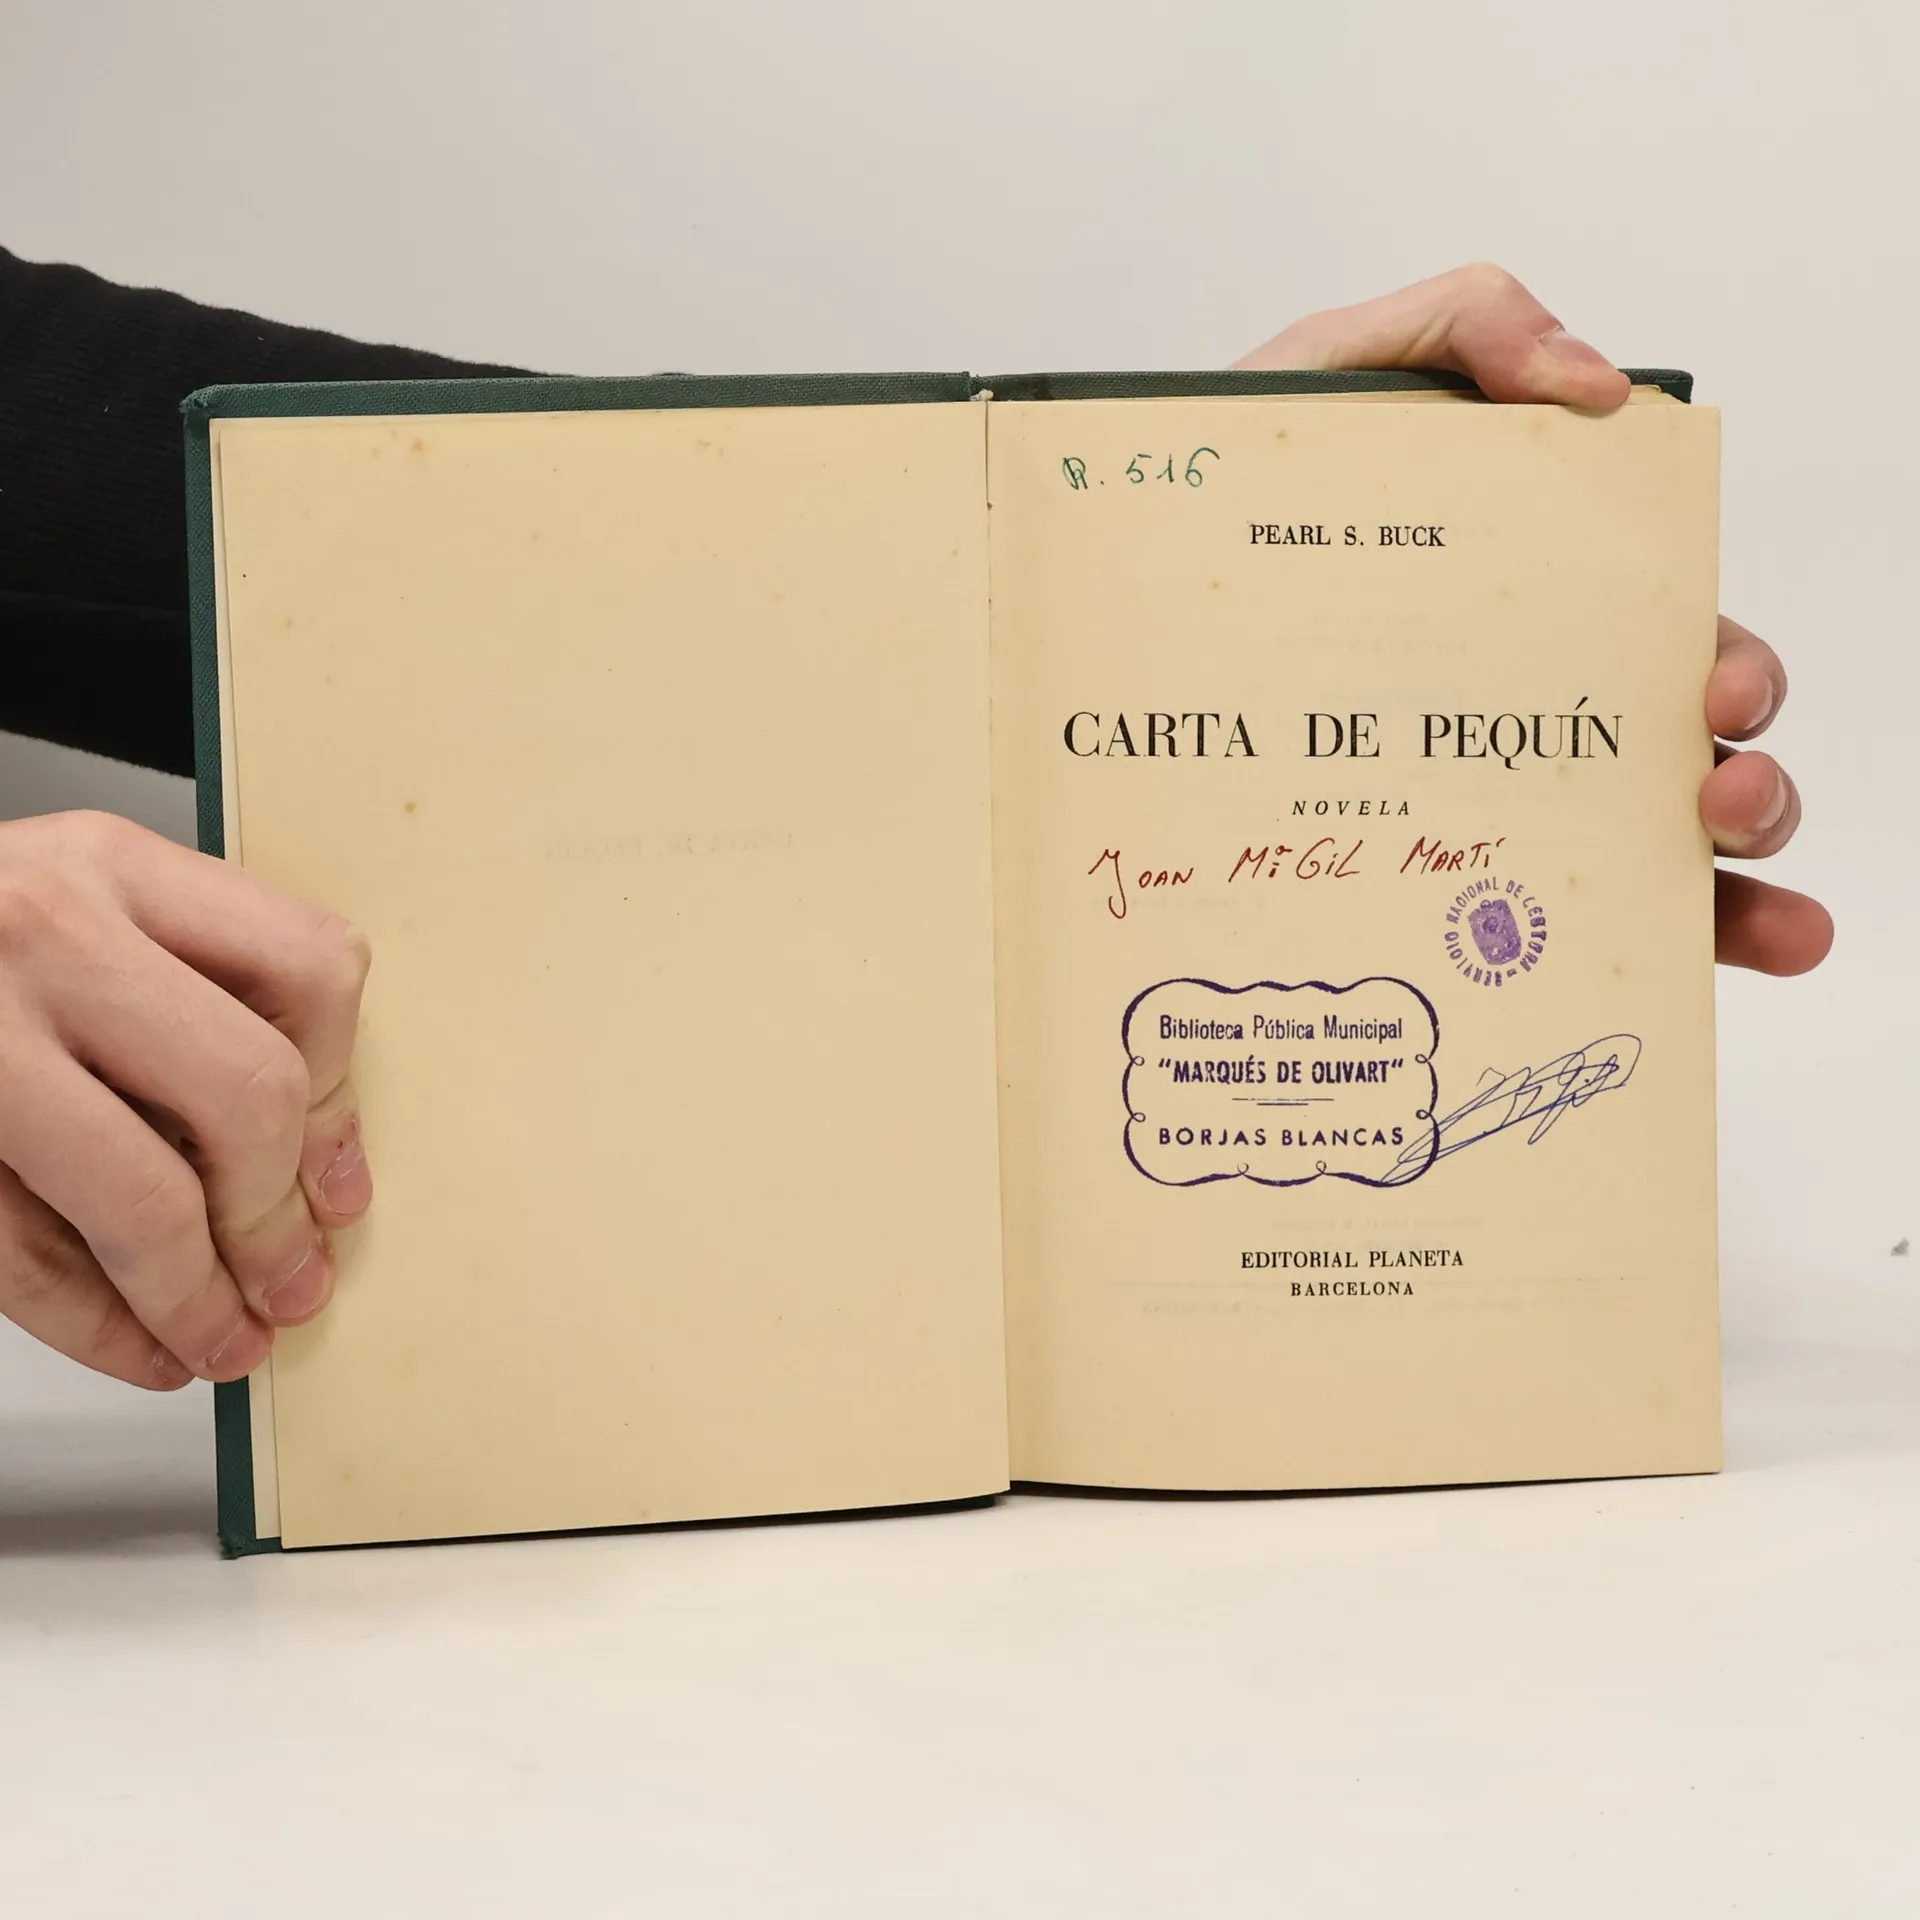 R. 516
PEARL S. BUCK
CARTA DE PEQUÍN
NOVELA
JOAN Mª GIL MARTÍ
SERVICIO NACIONAL DE LECTURA
Biblioteca Pública Municipal
"MARQUÉS DE OLIVART"
BORJAS BLANCAS
EDITORIAL PLANETA
BARCELONA